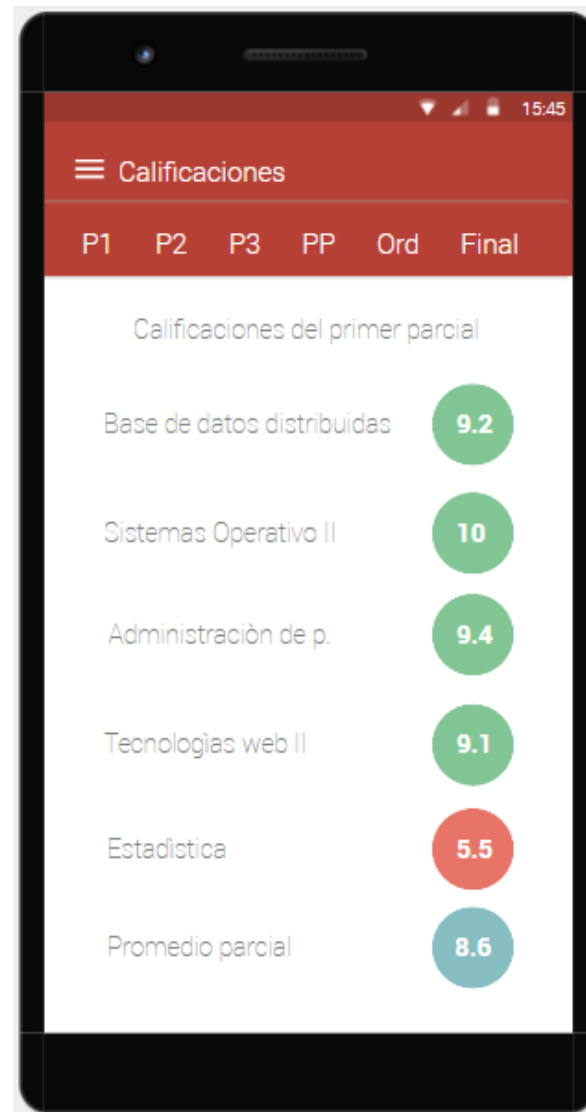 15:45
Calificaciones
P1 P2 P3 PP Ord Final
Calificaciones del primer parcial
Base de datos distribuidas 9.2
Sistemas Operativo II 10
Administraciòn de p. 9.4
Tecnologìas web II 9.1
Estadìstica 5.5
Promedio parcial 8.6